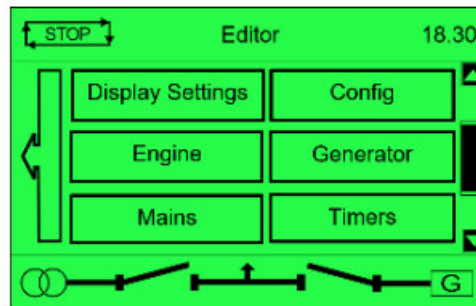 STOP Editor 18.30
Display Settings Config
Engine Generator
Mains Timers
G